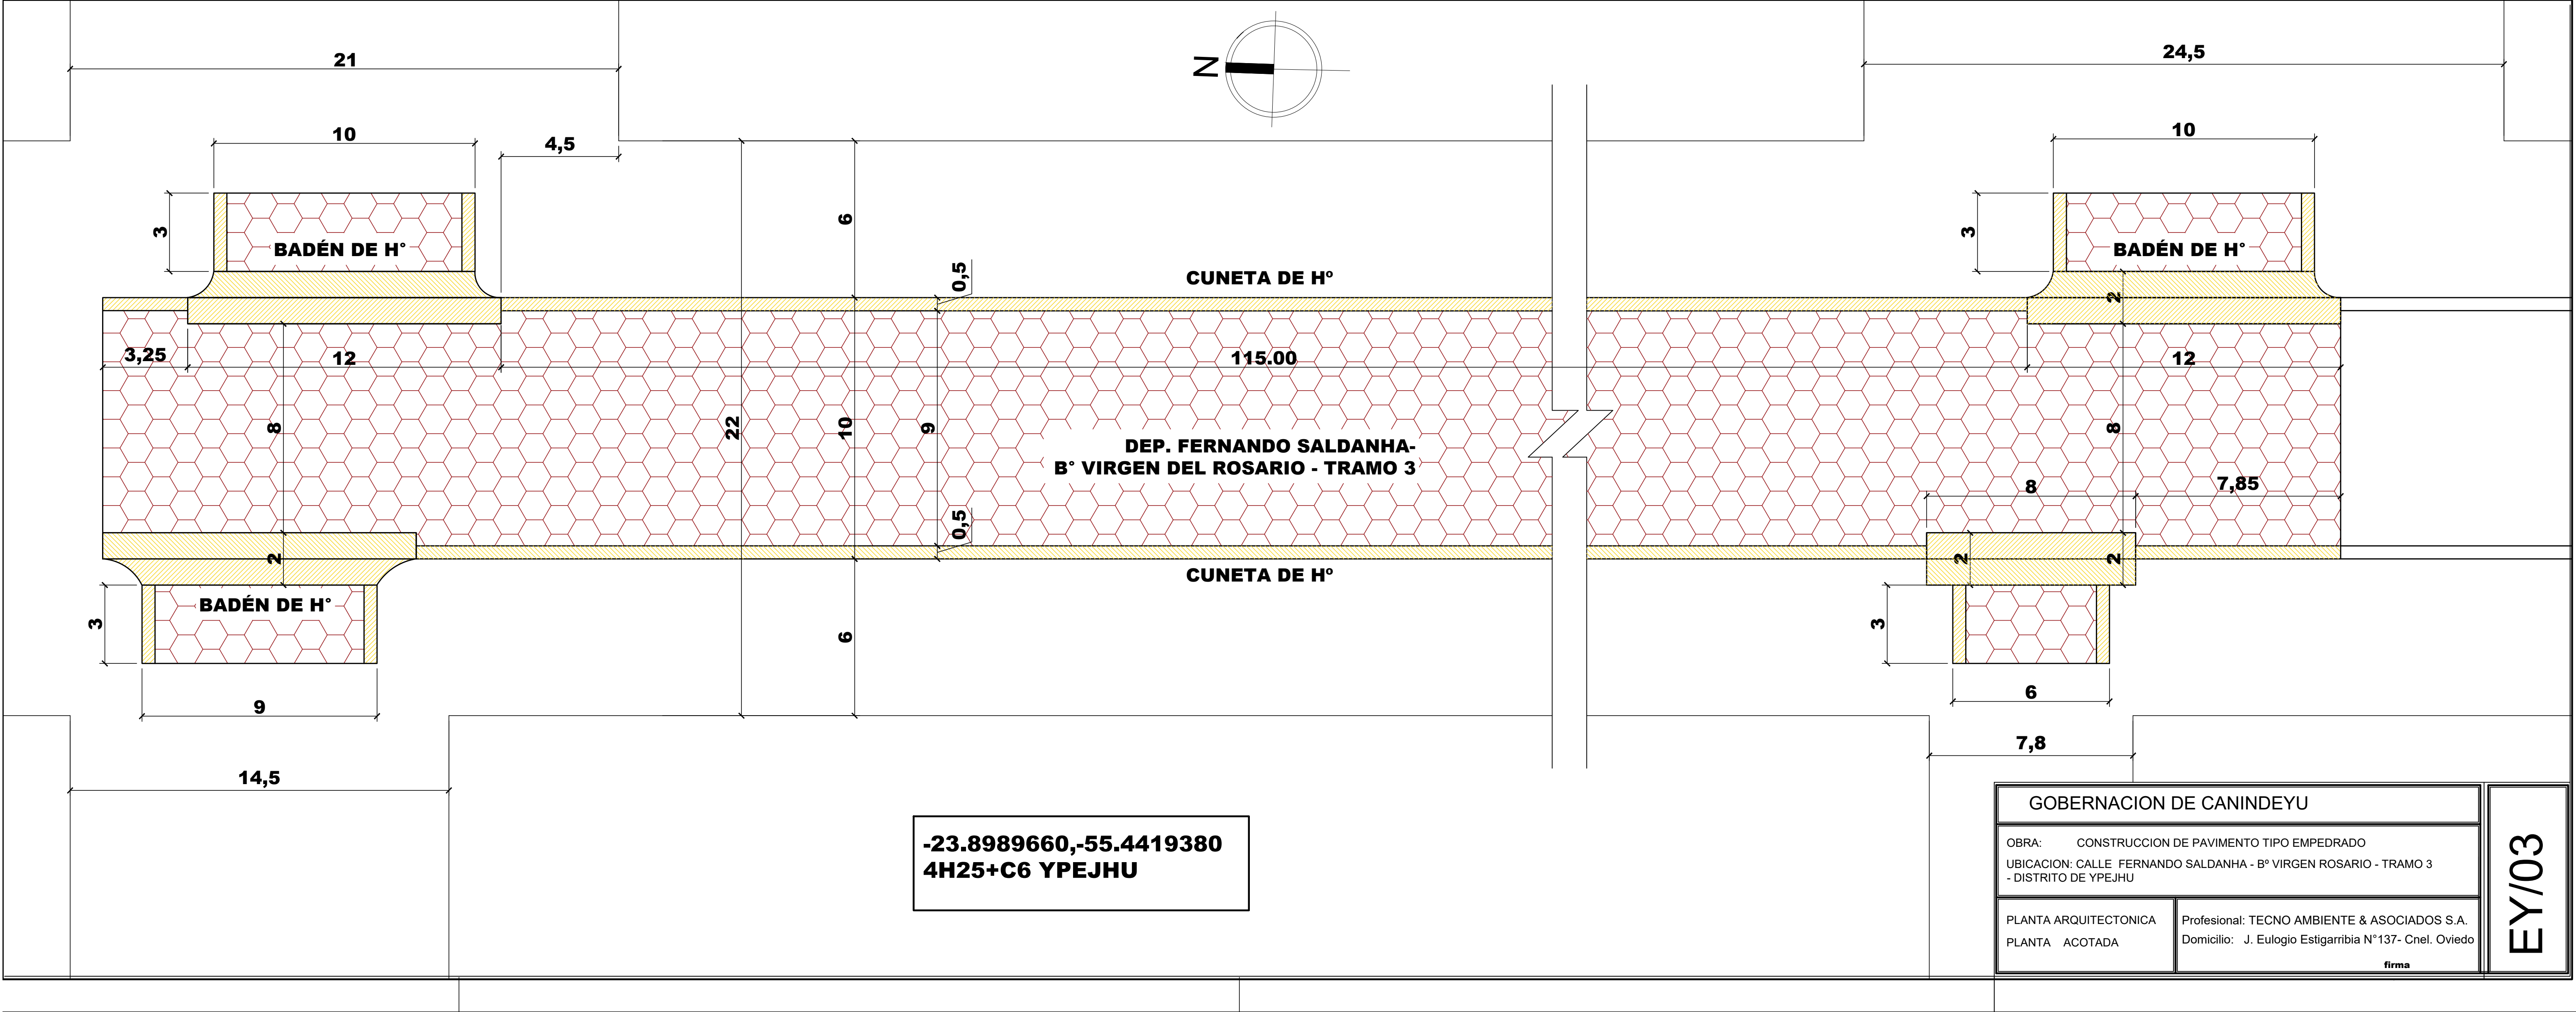 21
24,5
N
10
4,5
10
6
3
BADÉN DE H°
3
BADÉN DE H°
0,5
CUNETA DE Hº
2
3,25
12
115.00
12
8
22
10
9
8
DEP. FERNANDO SALDANHA-
B° VIRGEN DEL ROSARIO - TRAMO 3
8
7,85
0,5
2
2
2
CUNETA DE Hº
BADÉN DE H°
3
6
3
9
6
7,8
14,5
-23.8989660,-55.4419380
4H25+C6 YPEJHU
GOBERNACION DE CANINDEYU
OBRA: CONSTRUCCION DE PAVIMENTO TIPO EMPEDRADO
UBICACION: CALLE FERNANDO SALDANHA - Bº VIRGEN ROSARIO - TRAMO 3
- DISTRITO DE YPEJHU
PLANTA ARQUITECTONICA
PLANTA ACOTADA
Profesional: TECNO AMBIENTE & ASOCIADOS S.A.
Domicilio: J. Eulogio Estigarribia N°137- Cnel. Oviedo
firma
EY/03